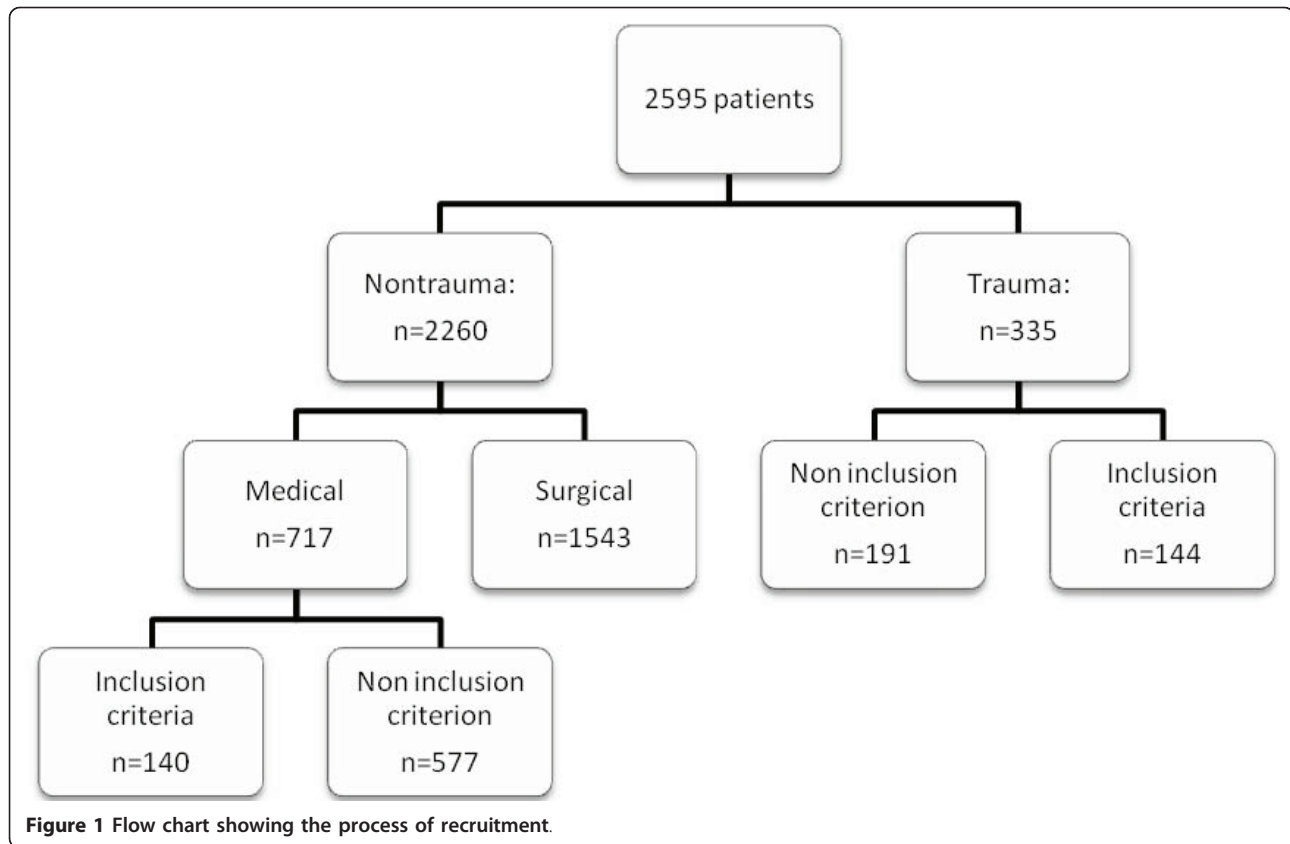 2595 patients
Nontrauma:
n=2260
Trauma:
n=335
Medical
n=717
Surgical
n=1543
Non inclusion
criterion
n=191
Inclusion
criteria
n=144
Inclusion
criteria
n=140
Non inclusion
criterion
n=577
Figure 1 Flow chart showing the process of recruitment.